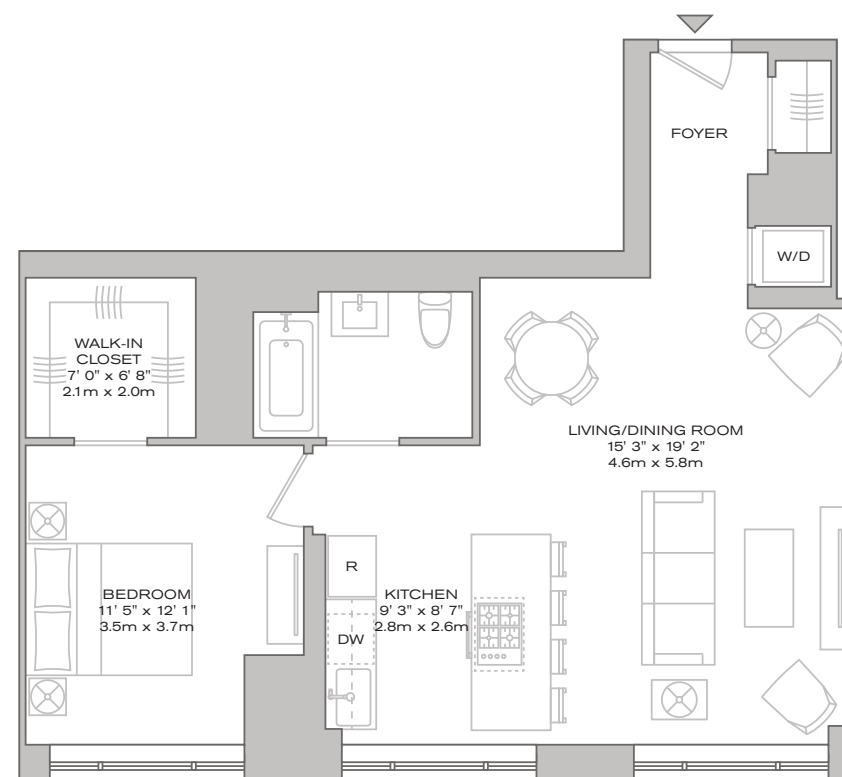 FOYER
W/D
WALK-IN
CLOSET
7' 0" x 6' 8"
2.1m x 2.0m
LIVING/DINING ROOM
15' 3" x 19' 2"
4.6m x 5.8m
R
KITCHEN
9' 3" x 8' 7"
2.8m x 2.6m
BEDROOM
11' 5" x 12' 1"
3.5m x 3.7m
DW